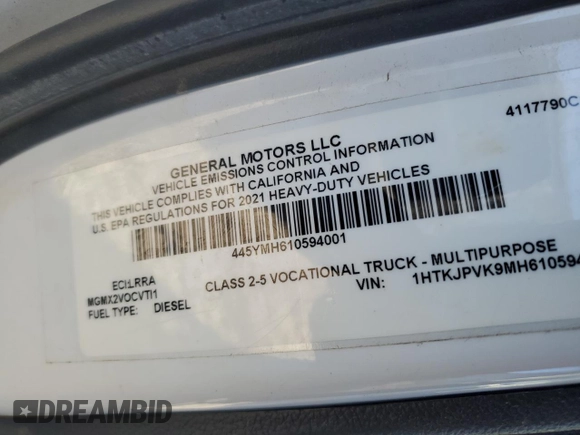 4117790C
GENERAL MOTORS LLC
VEHICLE EMISSIONS CONTROL INFORMATION
THIS VEHICLE COMPLIES WITH CALIFORNIA AND
U.S. EPA REGULATIONS FOR 2021 HEAVY-DUTY VEHICLES
445YMH610594001
ECI:LRRA
CLASS 2-5 VOCATIONAL TRUCK - MULTIPURPOSE
MGMX2VOCVTI1
VIN: 1HTKJPVK9MH610594
FUEL TYPE: DIESEL
DREAMBID